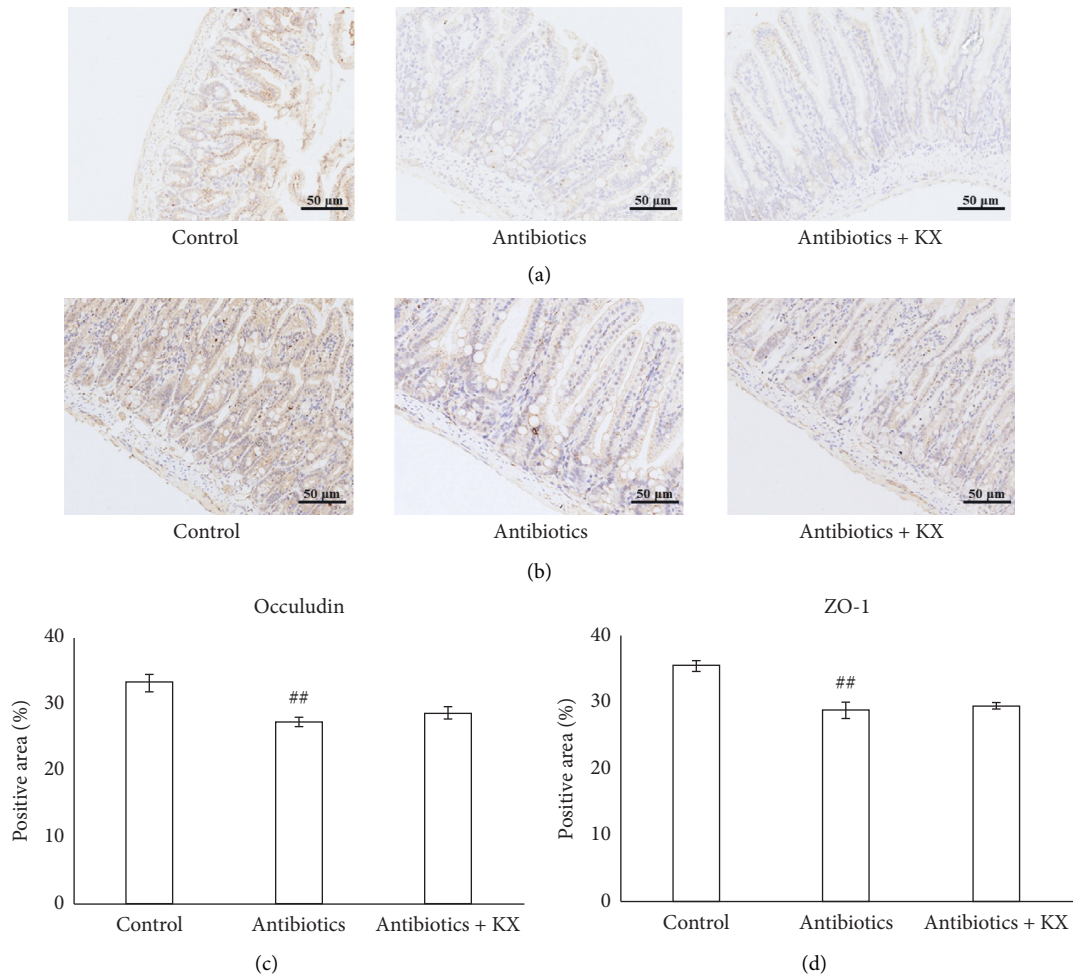 50 µm
50 µm
50 µm
Control
Antibiotics
Antibiotics + KX
(a)
50 µm
50 µm
50 µm
Control
Antibiotics
Antibiotics + KX
(b)
Occuludin
Positive area (%)
40
30
20
10
0
##
Control
Antibiotics
Antibiotics + KX
(c)
ZO-1
Positive area (%)
40
30
20
10
0
##
Control
Antibiotics
Antibiotics + KX
(d)